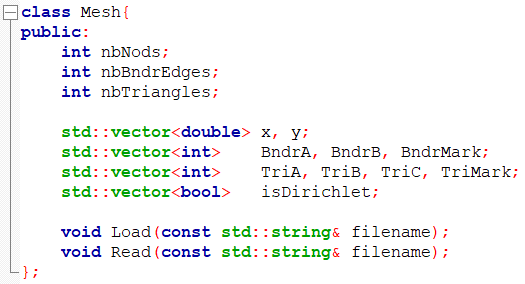 class Mesh{
public:
    int nbNods;
    int nbBndrEdges;
    int nbTriangles;

    std::vector<double> x, y;
    std::vector<int>    BndrA, BndrB, BndrMark;
    std::vector<int>    TriA, TriB, TriC, TriMark;
    std::vector<bool>   isDirichlet;

    void Load(const std::string& filename);
    void Read(const std::string& filename);
};